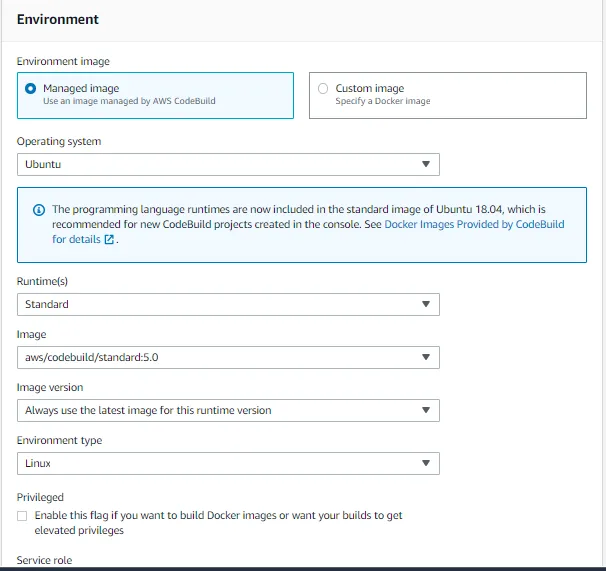 Environment
Environment image
Managed image
Use an image managed by AWS CodeBuild
Custom image
Specify a Docker image
Operating system
Ubuntu
The programming language runtimes are now included in the standard image of Ubuntu 18.04, which is
recommended for new CodeBuild projects created in the console. See Docker Images Provided by CodeBuild
for details .
Runtime(s)
Standard
Image
aws/codebuild/standard:5.0
Image version
Always use the latest image for this runtime version
Environment type
Linux
Privileged
Enable this flag if you want to build Docker images or want your builds to get
elevated privileges
Service role